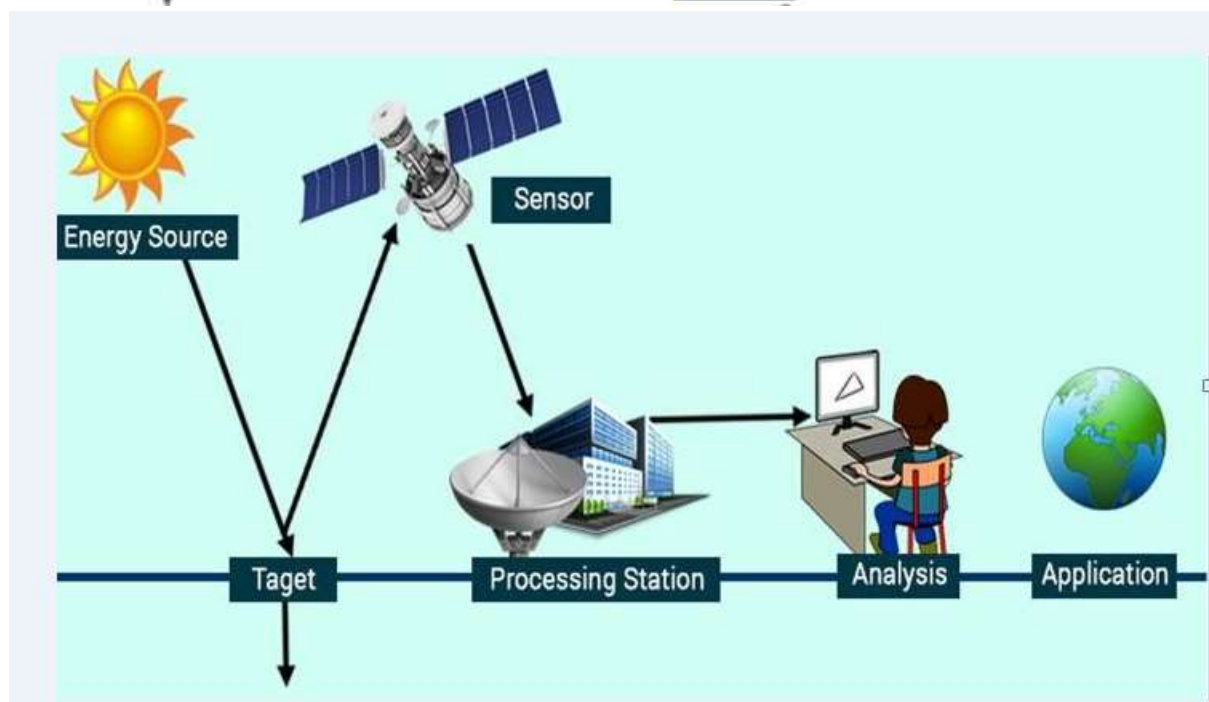 Energy Source
Sensor
Taget
Processing Station
Analysis
Application